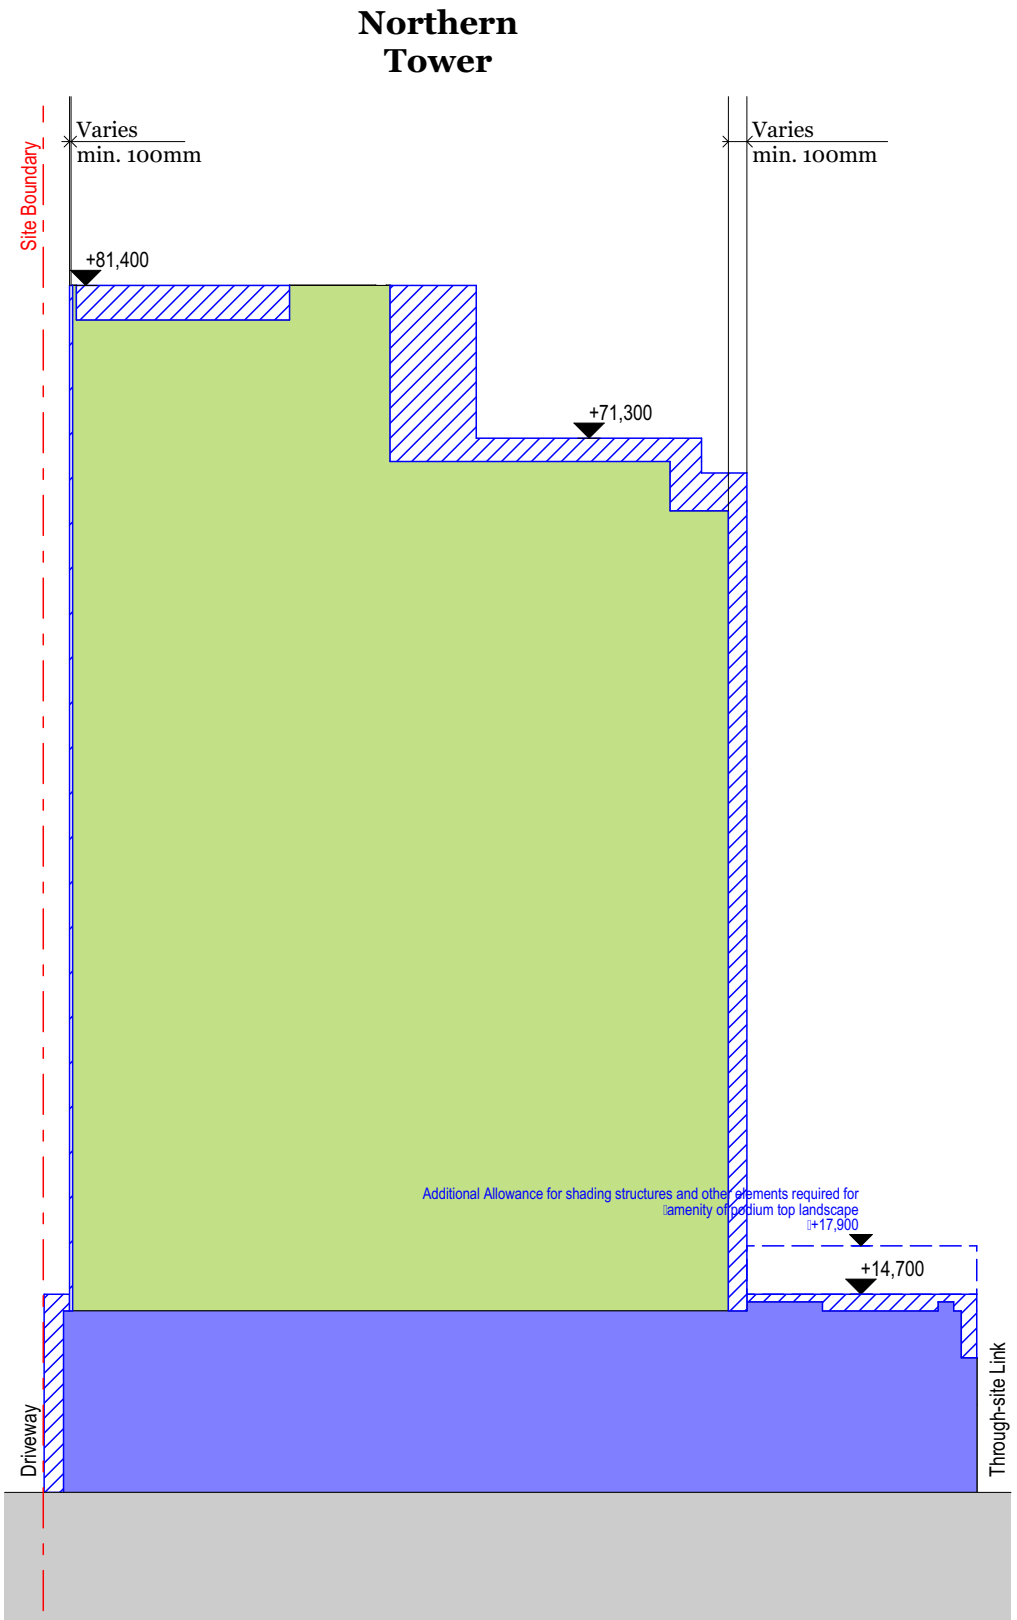 Northern
Tower
Varies
min. 100mm
Varies
min. 100mm
Site Boundary
+81,400
+71,300
Additional Allowance for shading structures and other elements required for
amenity of podium top landscape
+17,900
+14,700
Driveway
Through-site Link